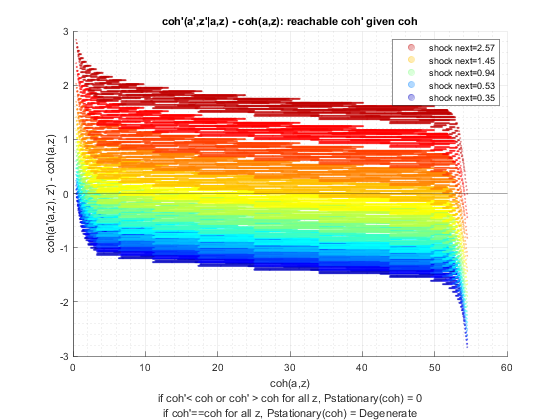 coh'(a',z'|a,z) - coh(a,z): reachable coh' given coh
shock next=2.57
shock next=1.45
shock next=0.94
shock next=0.53
shock next=0.35
coh(a'(a,z), z') - coh(a,z)
3
2
1
0
-1
-2
-3
0
10
20
30
40
50
60
coh(a,z)
if coh'< coh or coh' > coh for all z, Pstationary(coh) = 0
if coh'==coh for all z, Pstationary(coh) = Degenerate